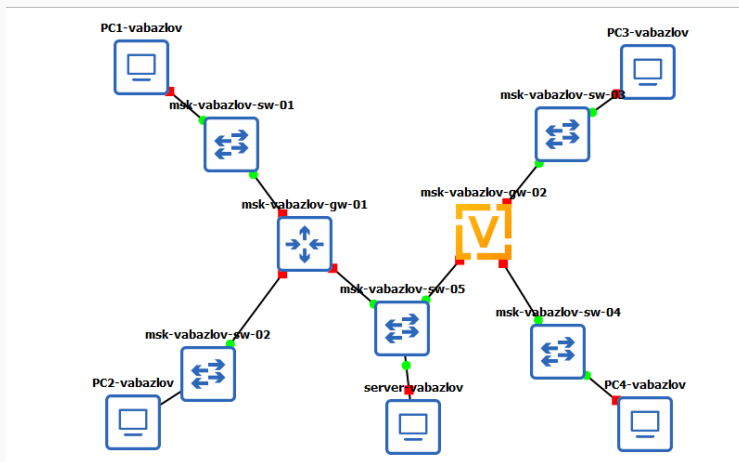 PC1-vabazlov
PC3-vabazlov
msk-vabazlov-sw-01
msk-vabazlov-sw-03
msk-vabazlov-gw-02
msk-vabazlov-gw-01
V
msk-vabazlov-sw-05
msk-vabazlov-sw-04
msk-vabazlov-sw-02
PC2-vabazlov
server-vabazlov
PC4-vabazlov